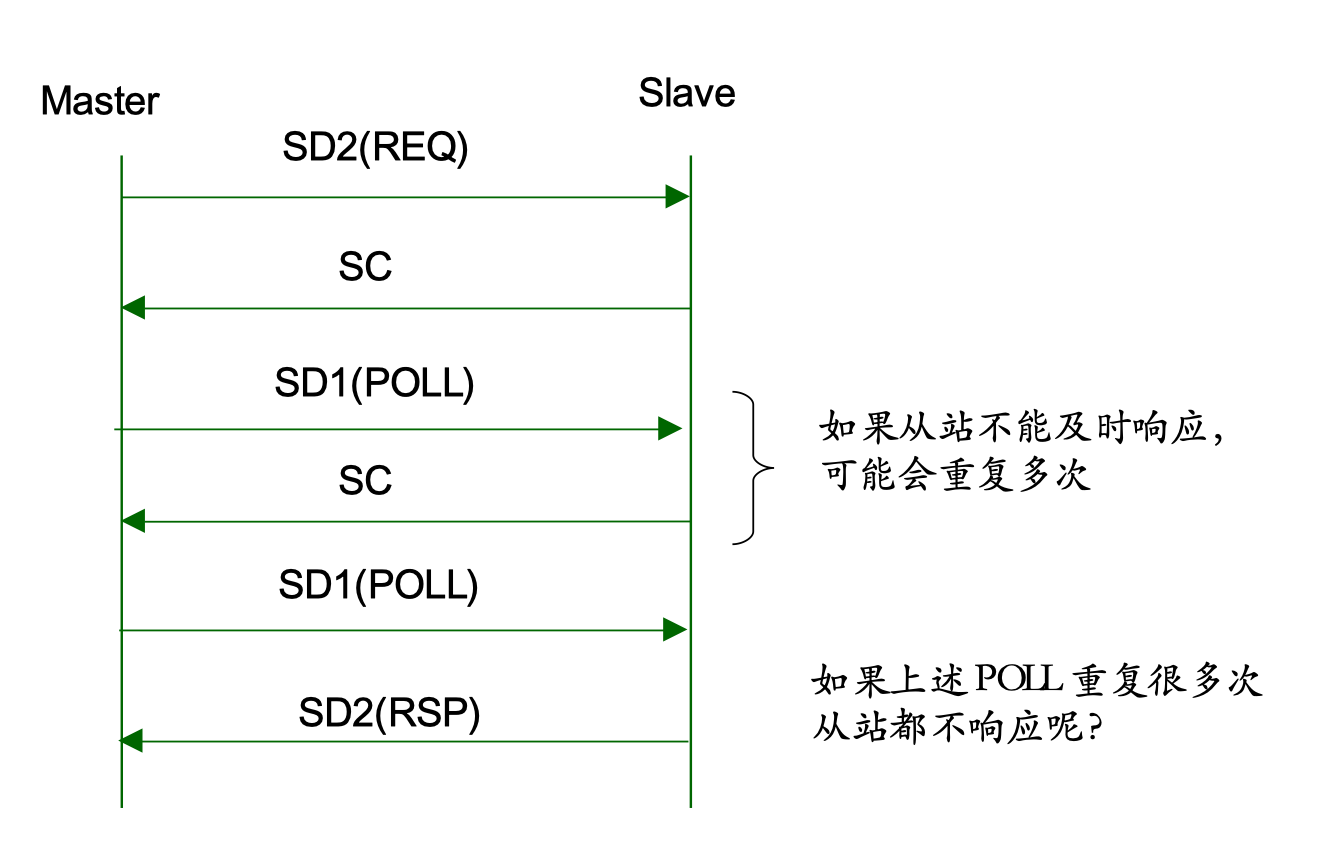 Master
Slave
SD2(REQ)
SC
SD1(POLL)
如果从站不能及时响应，
可能会重复多次
SC
SD1(POLL)
如果上述POLL重复很多次
从站都不响应呢？
SD2(RSP)